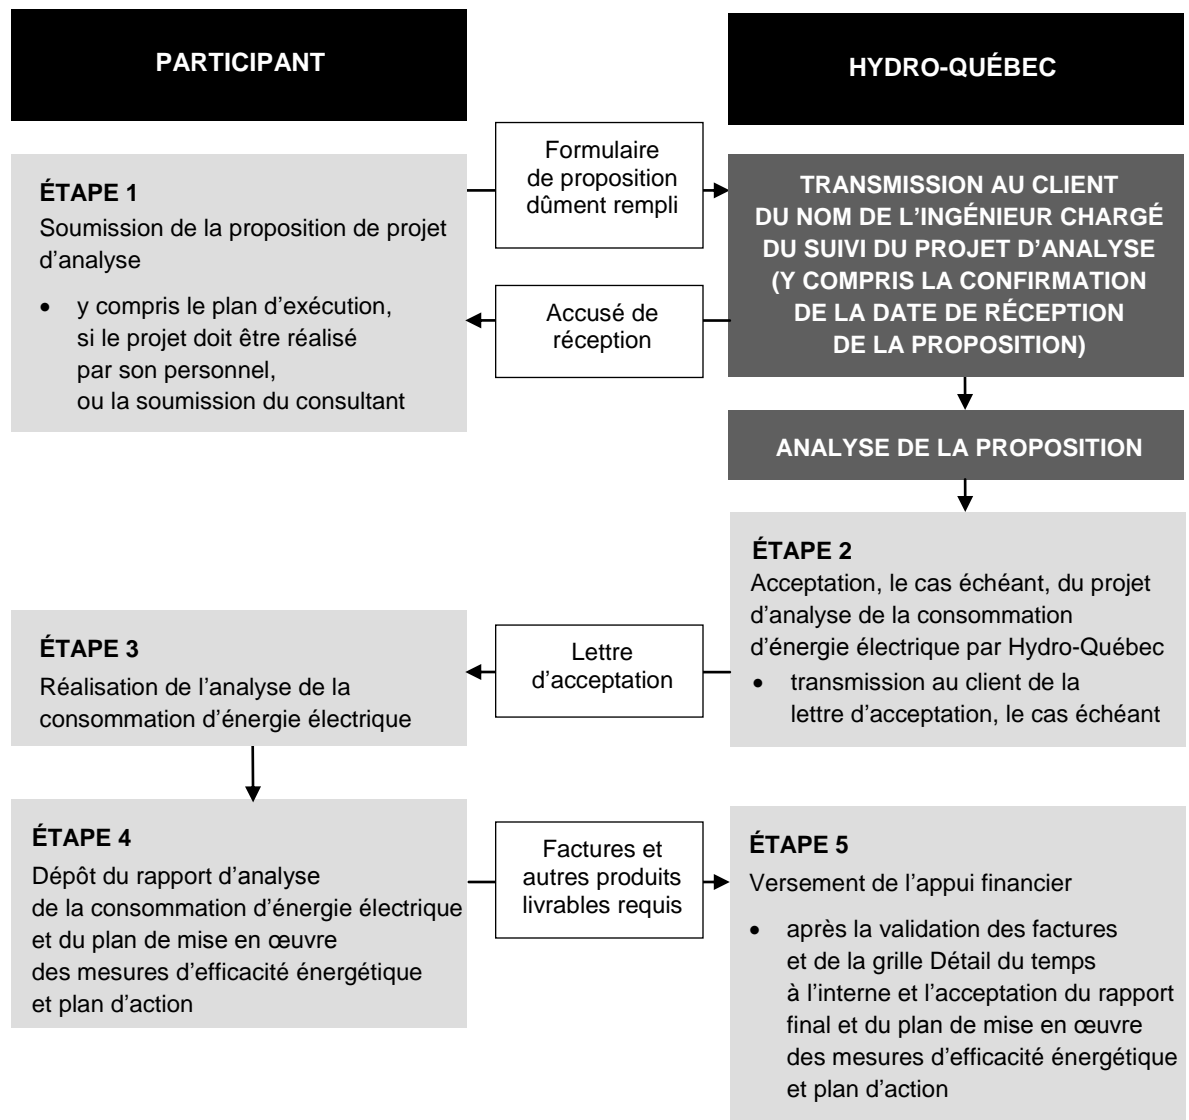 PARTICIPANT
HYDRO-QUÉBEC
ÉTAPE 1
Soumission de la proposition de projet
d’analyse
• y compris le plan d’exécution,
si le projet doit être réalisé
par son personnel,
ou la soumission du consultant
Formulaire
de proposition
dûment rempli
Accusé de
réception
TRANSMISSION AU CLIENT
DU NOM DE L’INGÉNIEUR CHARGÉ
DU SUIVI DU PROJET D’ANALYSE
(Y COMPRIS LA CONFIRMATION
DE LA DATE DE RÉCEPTION
DE LA PROPOSITION)
ANALYSE DE LA PROPOSITION
ÉTAPE 2
Acceptation, le cas échéant, du projet
d’analyse de la consommation
d’énergie électrique par Hydro-Québec
• transmission au client de la
lettre d’acceptation, le cas échéant
Lettre
d’acceptation
ÉTAPE 3
Réalisation de l’analyse de la
consommation d’énergie électrique
ÉTAPE 4
Dépôt du rapport d’analyse
de la consommation d’énergie électrique
et du plan de mise en œuvre
des mesures d’efficacité énergétique
et plan d’action
Factures et
autres produits
livrables requis
ÉTAPE 5
Versement de l’appui financier
• après la validation des factures
et de la grille Détail du temps
à l’interne et l’acceptation du rapport
final et du plan de mise en œuvre
des mesures d’efficacité énergétique
et plan d’action